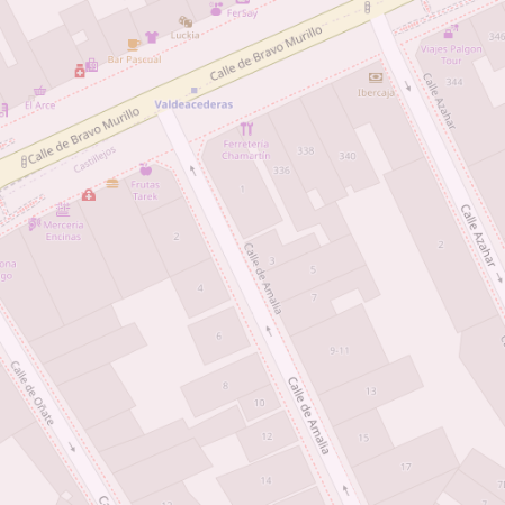 FerSay
Luckia
Bar Pascual
El Arce
Calle de Bravo Murillo
346
Viajes Palgon
Tour
344
Ibercaja
Valdeacederas
Calle de Bravo Murillo
Castillejos
Calle Azahar
Ferretería
Chamartín
338
340
336
Frutas
Tarek
1
Mercería
Encinas
Calle Azahar
2
2
Calle de Amalia
3
5
4
7
6
9-11
8
13
10
Calle de Oñate
Calle de Amalia
12
15
14
17